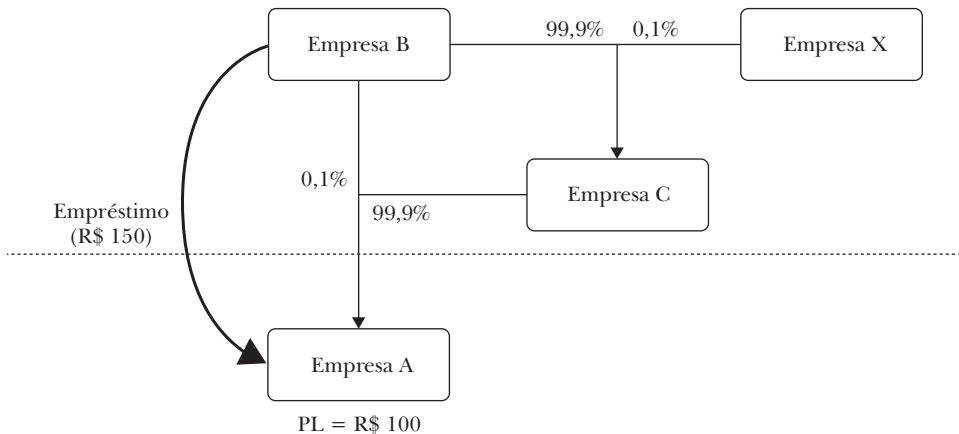 Empresa B
99,9%
0,1%
Empresa X
0,1%
Empresa C
99,9%
Empréstimo
(R$ 150)
Empresa A
PL = R$ 100